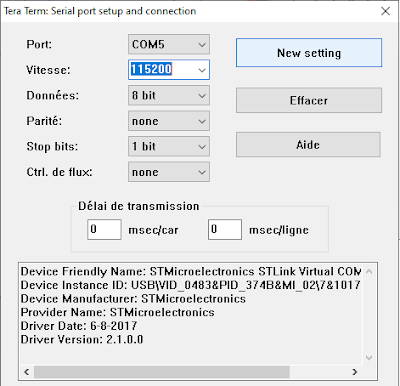 Tera Term: Serial port setup and connection
Port: COM5 New setting
Vitesse: 115200
Données: 8 bit Effacer
Parité: none
Stop bits: 1 bit Aide
Ctrl. de flux: none
Délai de transmission
0 msec/car 0 msec/ligne
Device Friendly Name: STMicroelectronics STLink Virtual COM
Device Instance ID: USB\VID_0483&PID_374B&MI_02\7&1017
Device Manufacturer: STMicroelectronics
Provider Name: STMicroelectronics
Driver Date: 6-8-2017
Driver Version: 2.1.0.0